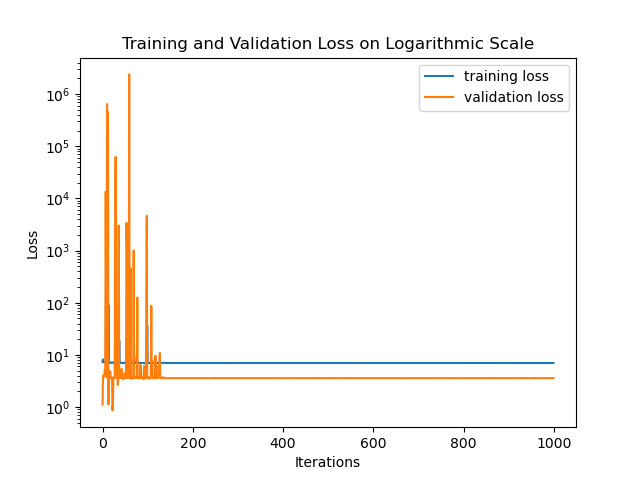 Training and Validation Loss on Logarithmic Scale
training loss
validation loss
10^6
10^5
10^4
10^3
10^2
10^1
10^0
Loss
0 200 400 600 800 1000
Iterations